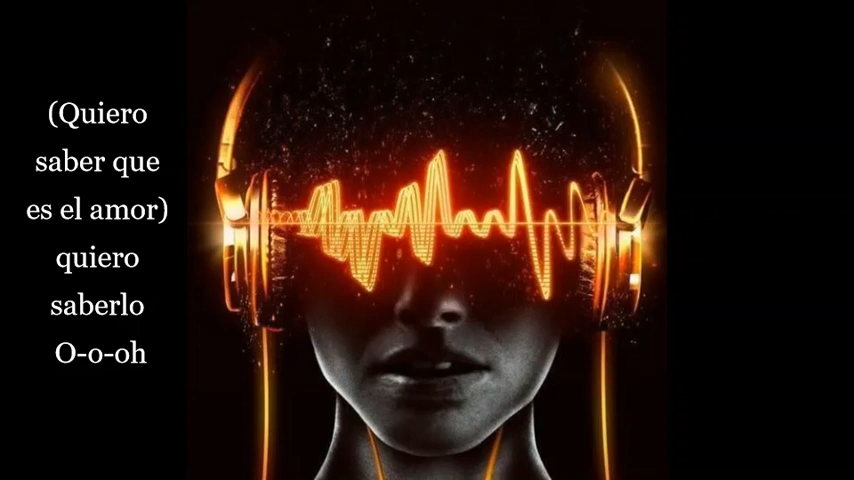 (Quiero
saber que
es el amor)
quiero
saberlo
O-o-oh